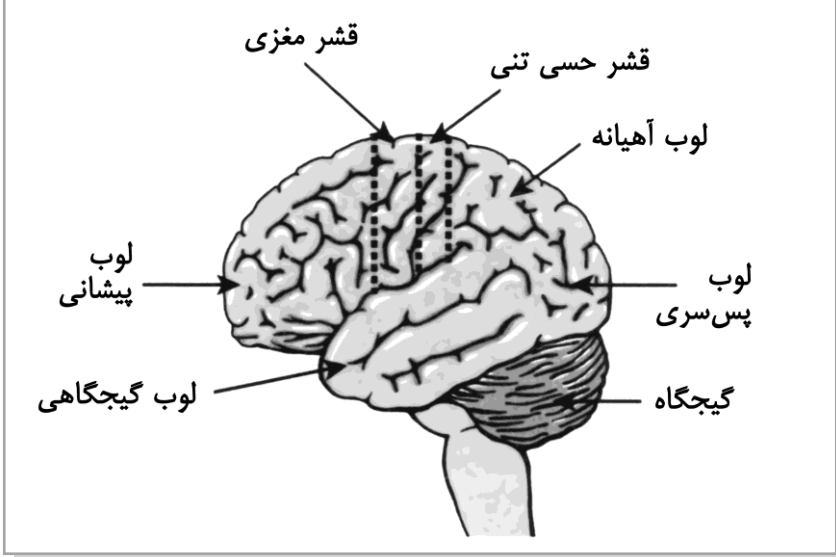 قشر مغزی
قشر حسی تنی
لوب آهیانه
لوب
پیشانی
لوب
پس‌سری
لوب گیجگاهی
گیجگاه